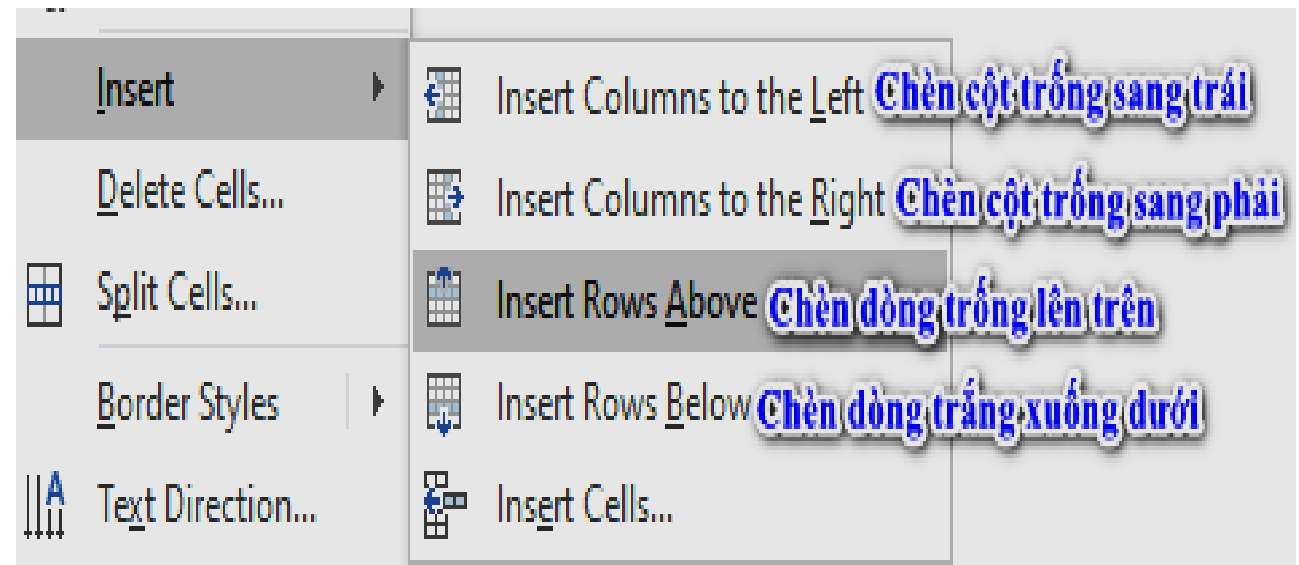 Insert
Insert Columns to the Left Chèn cột trống sang trái
Delete Cells...
Insert Columns to the Right Chèn cột trống sang phải
Split Cells...
Insert Rows Above Chèn dòng trống lên trên
Border Styles
Insert Rows Below Chèn dòng trắng xuống dưới
Text Direction...
Insert Cells...